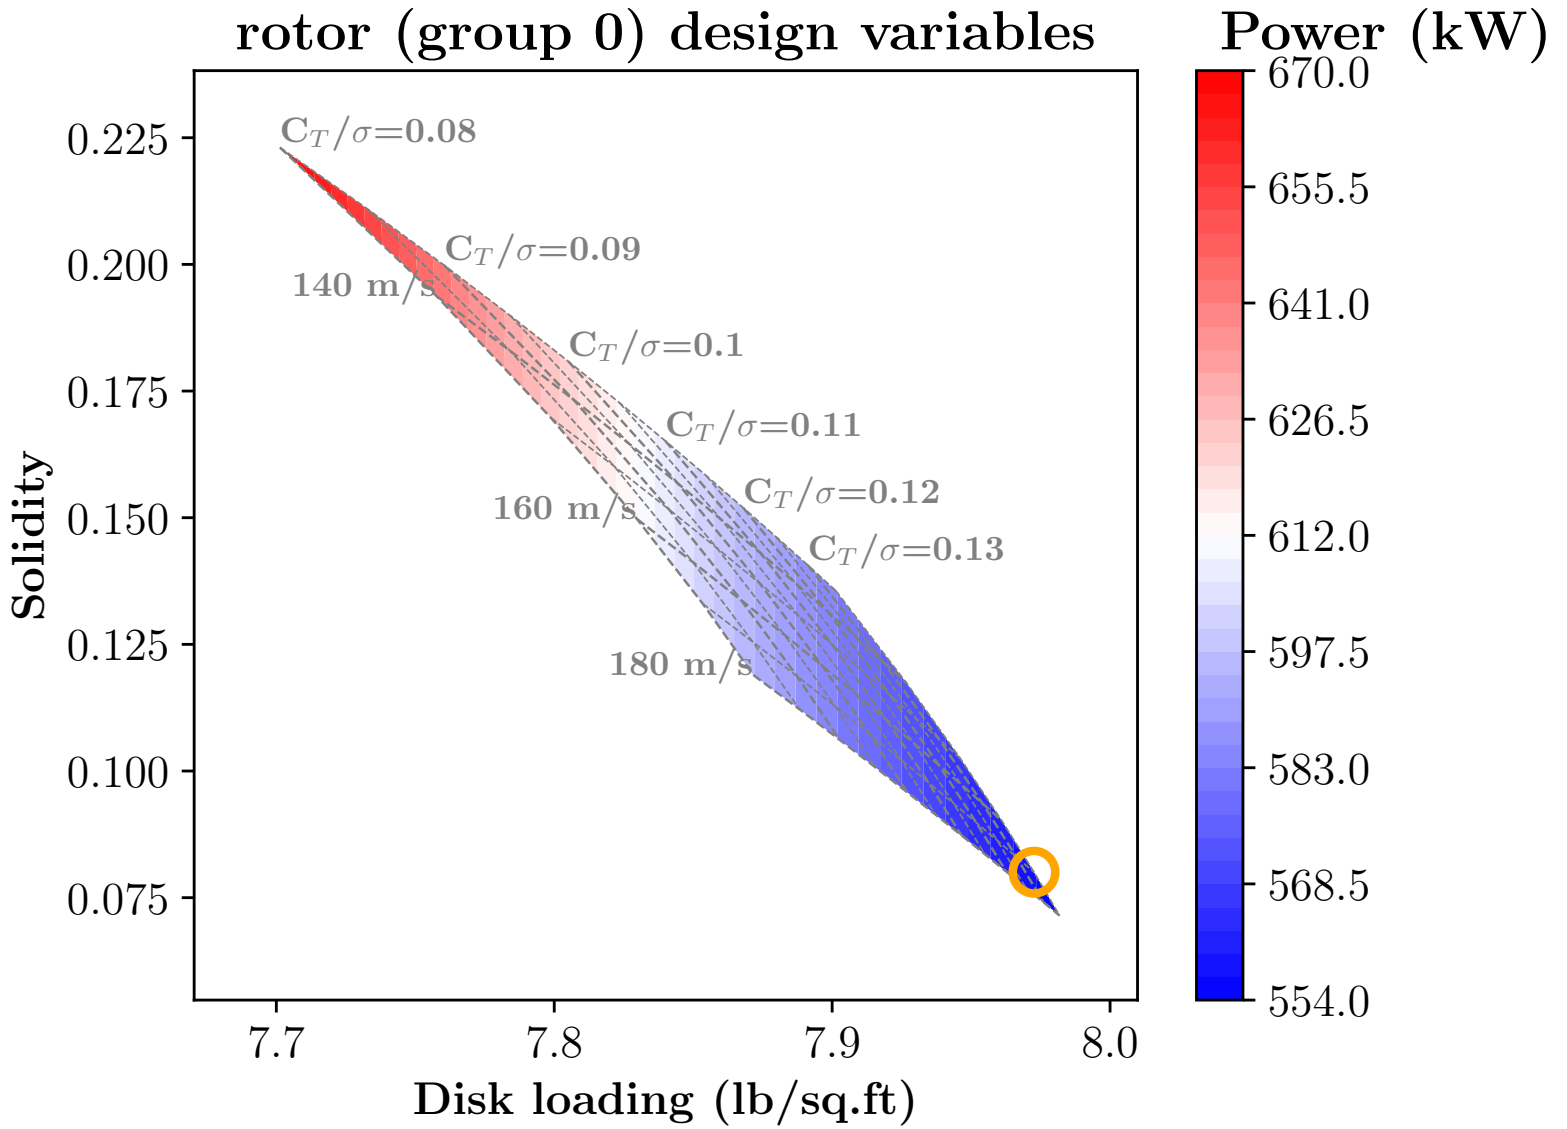 rotor (group 0) design variables
Power (kW)
Solidity
0.225
0.200
0.175
0.150
0.125
0.100
0.075
C_T/σ=0.08
C_T/σ=0.09
140 m/s
C_T/σ=0.1
C_T/σ=0.11
C_T/σ=0.12
160 m/s
C_T/σ=0.13
180 m/s
7.7 7.8 7.9 8.0
Disk loading (lb/sq.ft)
670.0
655.5
641.0
626.5
612.0
597.5
583.0
568.5
554.0